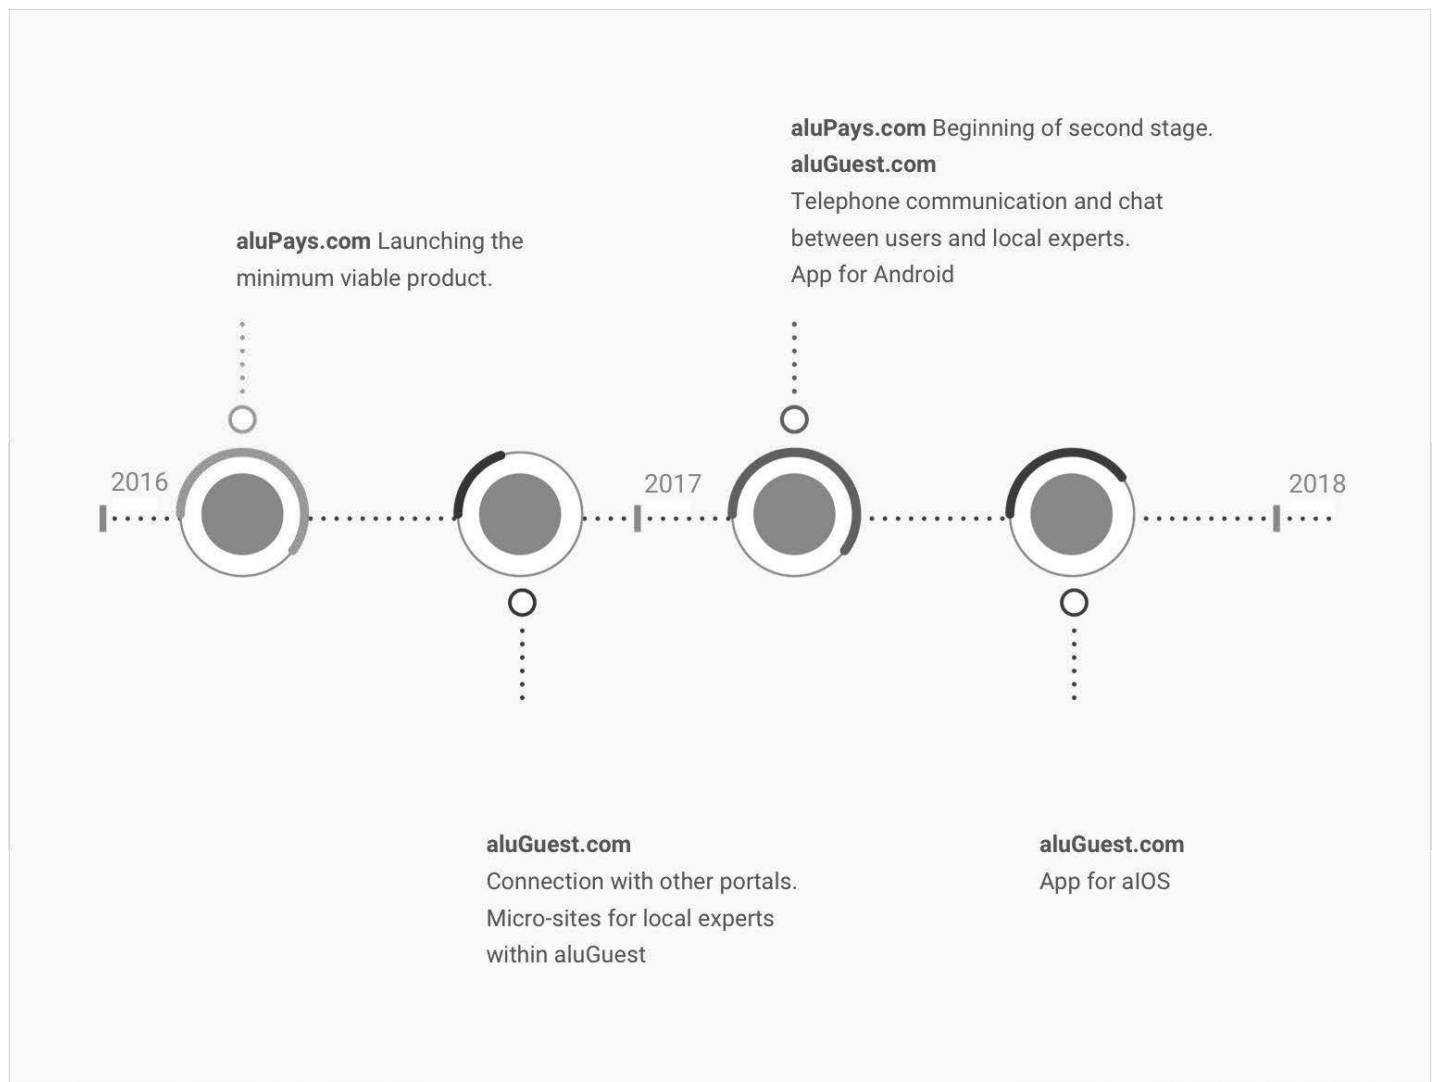 aluPays.com Beginning of second stage.
aluGuest.com
Telephone communication and chat
between users and local experts.
App for Android
aluPays.com Launching the
minimum viable product.
2016
2017
2018
aluGuest.com
Connection with other portals.
Micro-sites for local experts
within aluGuest
aluGuest.com
App for aIOS